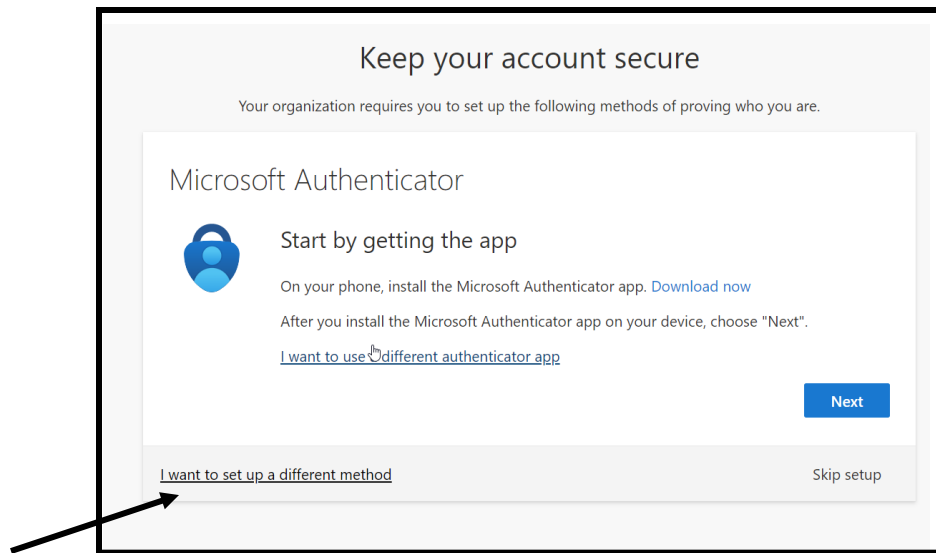 Keep your account secure
Your organization requires you to set up the following methods of proving who you are.
Microsoft Authenticator
Start by getting the app
On your phone, install the Microsoft Authenticator app. Download now
After you install the Microsoft Authenticator app on your device, choose "Next".
I want to use different authenticator app
Next
I want to set up a different method
Skip setup